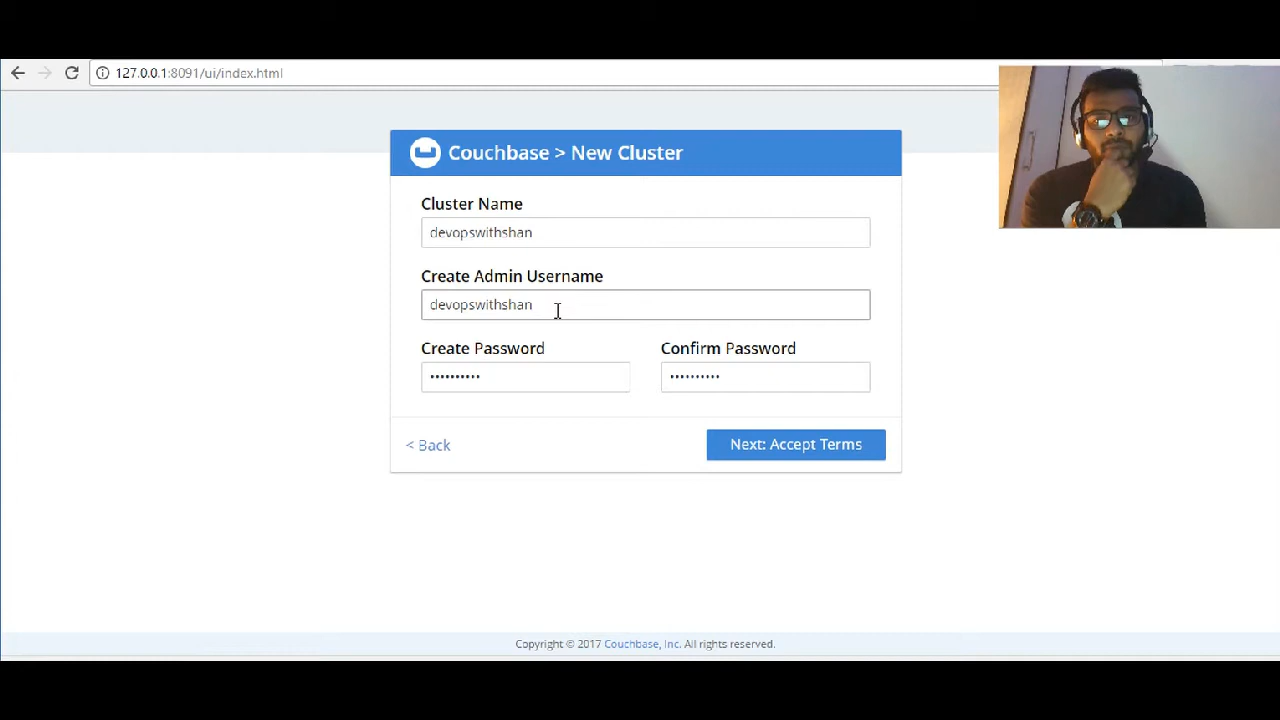 127.0.0.1:8091/ui/index.html
Couchbase > New Cluster
Cluster Name
devopswithshan
Create Admin Username
devopswithshan
Create Password Confirm Password
•••••••••• ••••••••••
< Back Next: Accept Terms
Copyright © 2017 Couchbase, Inc. All rights reserved.